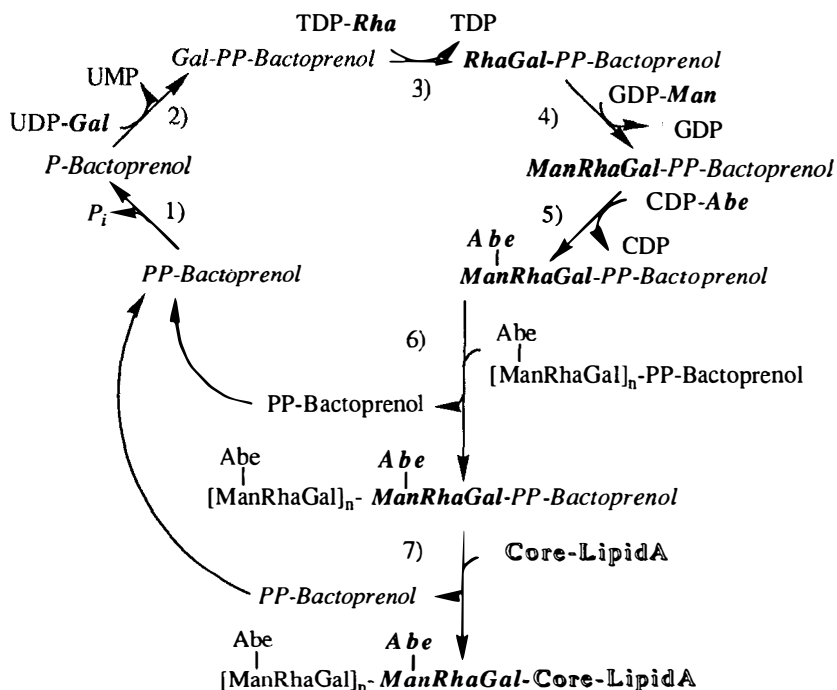 TDP-Rha TDP
Gal-PP-Bactoprenol RhaGal-PP-Bactoprenol
3)
UMP
GDP-Man
2)
4)
UDP-Gal
GDP
P-Bactoprenol
ManRhaGal-PP-Bactoprenol
1)
5)
CDP-Abe
Pi
Abe
CDP
PP-Bactoprenol
ManRhaGal-PP-Bactoprenol
6)
Abe
[ManRhaGal]n-PP-Bactoprenol
PP-Bactoprenol
Abe Abe
[ManRhaGal]n- ManRhaGal-PP-Bactoprenol
7)
Core-LipidA
PP-Bactoprenol
Abe Abe
[ManRhaGal]n- ManRhaGal-Core-LipidA